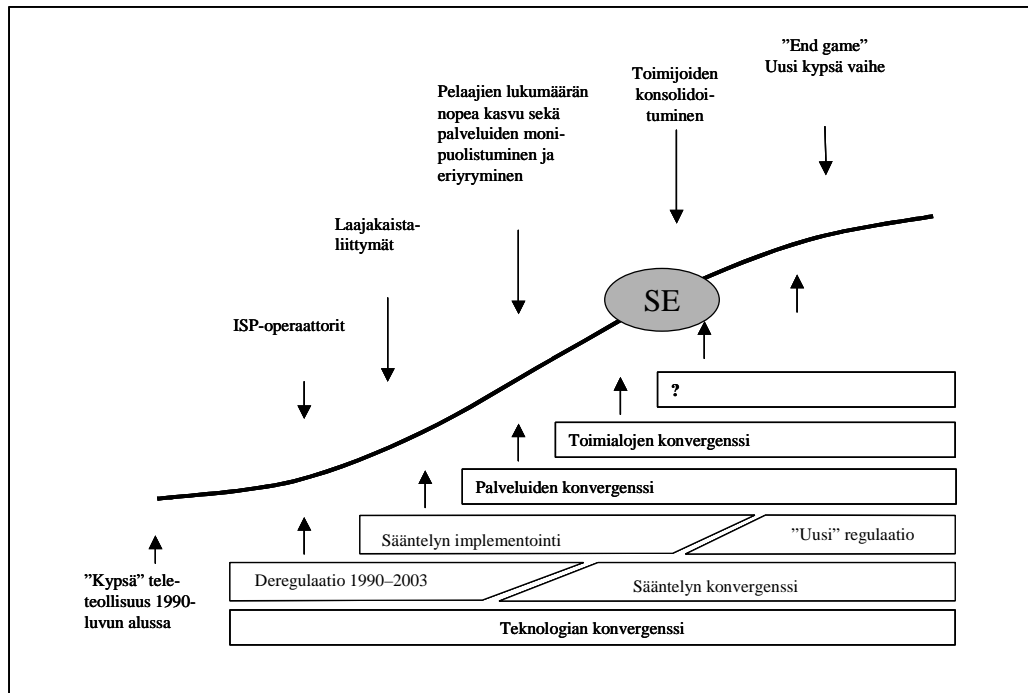 ”End game”
Uusi kypsä vaihe
Toimijoiden
konsolidoi-
tuminen
Pelaajien lukumäärän
nopea kasvu sekä
palveluiden moni-
puolistuminen ja
eriyryminen
Laajakaista-
liittymät
ISP-operaattorit
SE
?
Toimialojen konvergenssi
Palveluiden konvergenssi
Sääntelyn implementointi
”Uusi” regulaatio
Deregulaatio 1990–2003
Sääntelyn konvergenssi
Teknologian konvergenssi
”Kypsä” tele-
teollisuus 1990-
luvun alussa